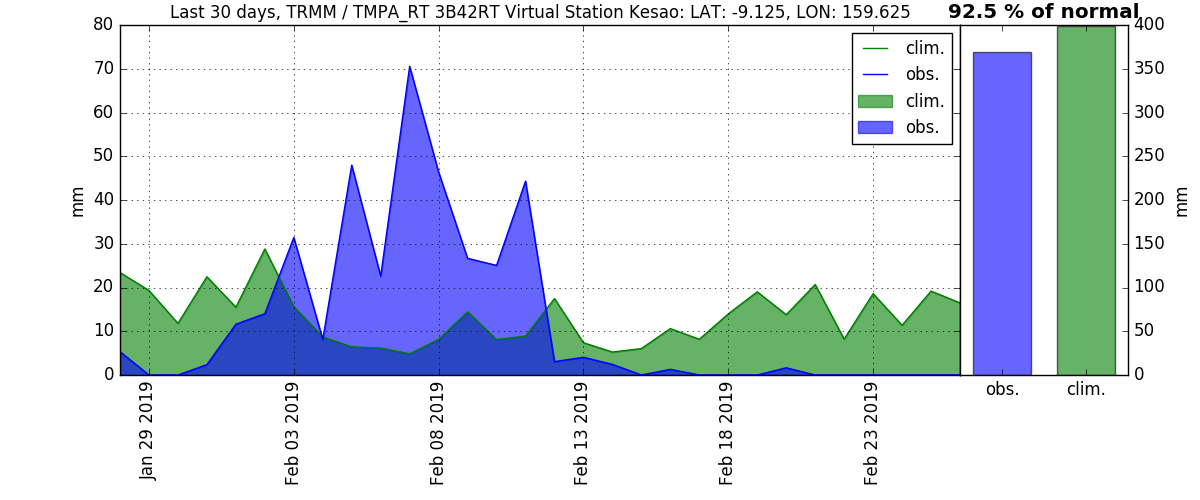 Last 30 days, TRMM / TMPA_RT 3B42RT Virtual Station Kesao: LAT: -9.125, LON: 159.625
92.5 % of normal
80
70
60
50
40
30
20
10
0
mm
clim.
obs.
clim.
obs.
400
350
300
250
200
150
100
50
0
mm
Jan 29 2019
Feb 03 2019
Feb 08 2019
Feb 13 2019
Feb 18 2019
Feb 23 2019
obs.
clim.